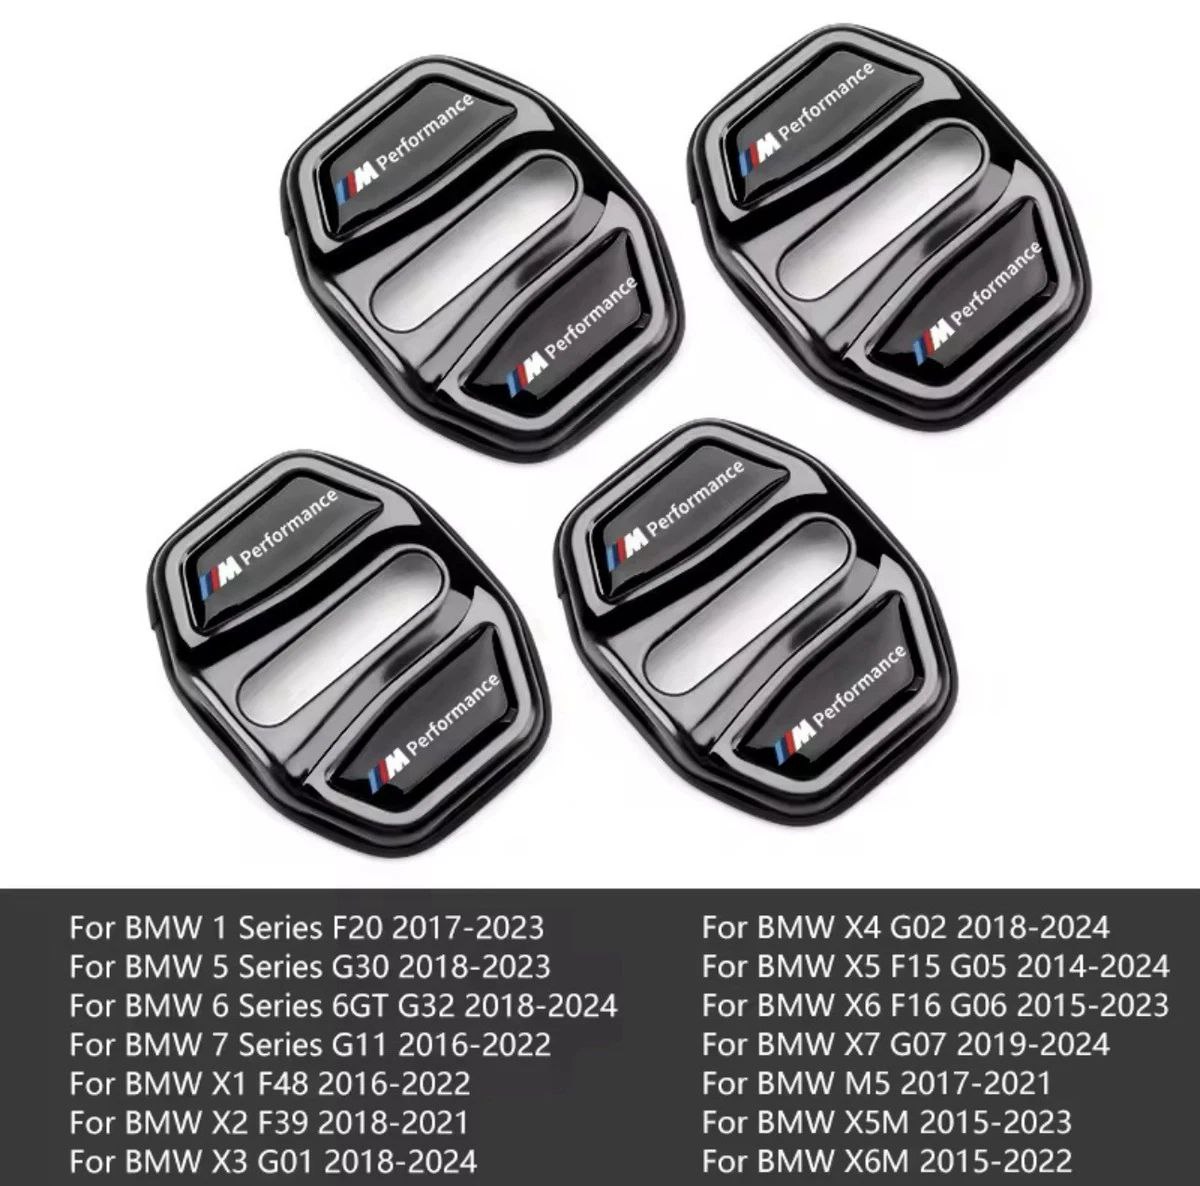 M Performance
M Performance
M Performance
M Performance
M Performance
M Performance
M Performance
M Performance
For BMW 1 Series F20 2017-2023
For BMW 5 Series G30 2018-2023
For BMW 6 Series 6GT G32 2018-2024
For BMW 7 Series G11 2016-2022
For BMW X1 F48 2016-2022
For BMW X2 F39 2018-2021
For BMW X3 G01 2018-2024
For BMW X4 G02 2018-2024
For BMW X5 F15 G05 2014-2024
For BMW X6 F16 G06 2015-2023
For BMW X7 G07 2019-2024
For BMW M5 2017-2021
For BMW X5M 2015-2023
For BMW X6M 2015-2022